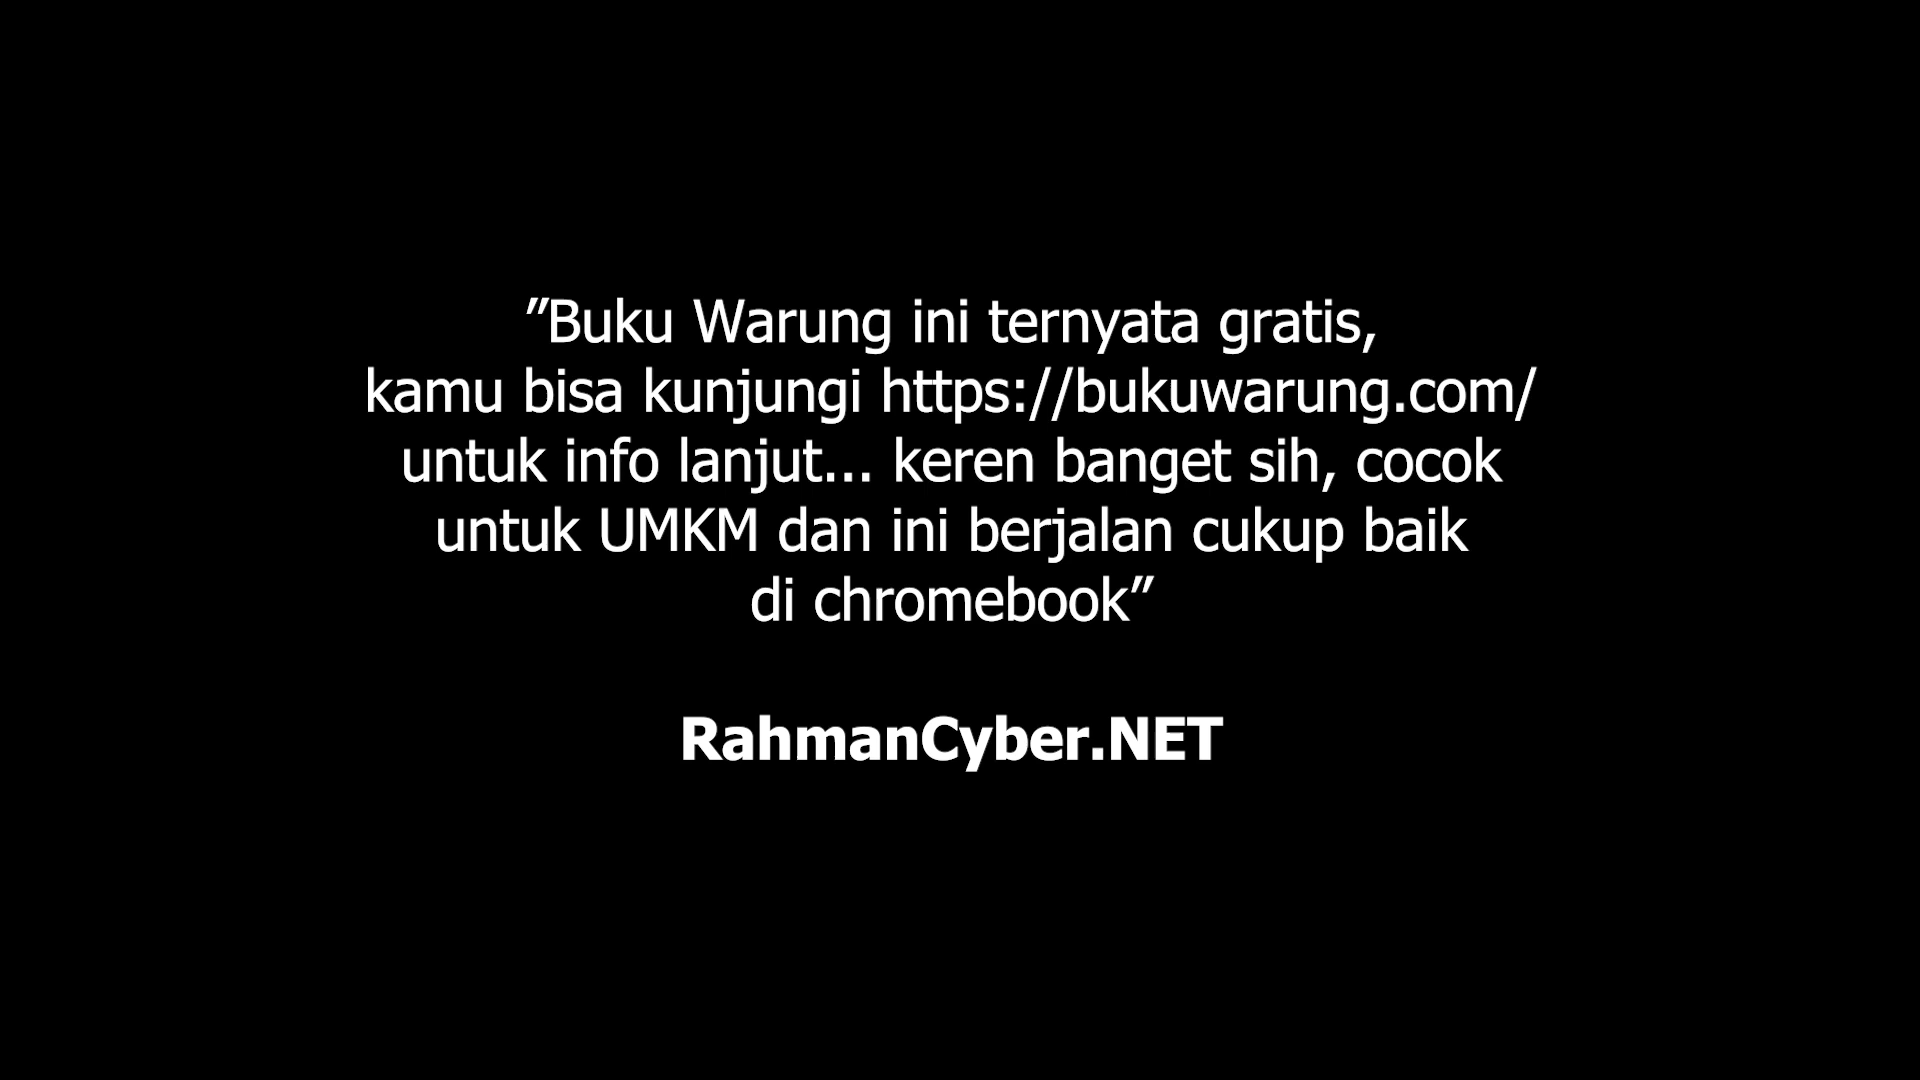 ”Buku Warung ini ternyata gratis,
kamu bisa kunjungi https://bukuwarung.com/
untuk info lanjut... keren banget sih, cocok
untuk UMKM dan ini berjalan cukup baik
di chromebook”
RahmanCyber.NET